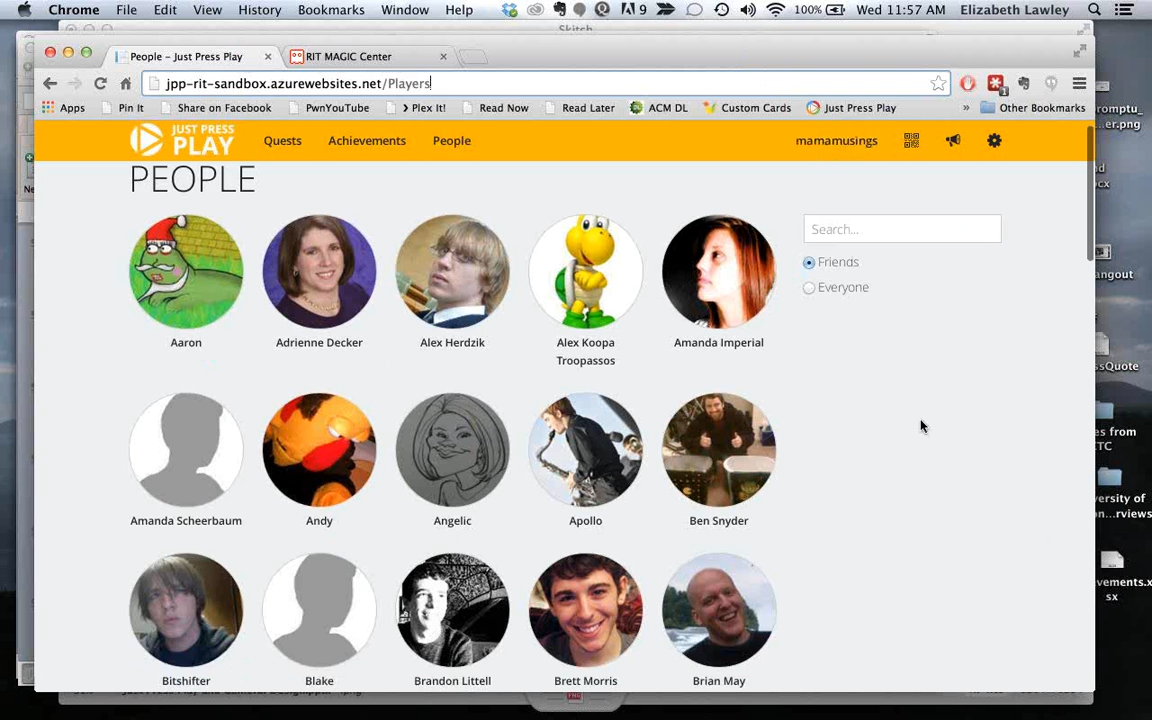 Chrome File Edit View History Bookmarks Window Help 9 100% Wed 11:57 AM Elizabeth Lawley
Skitch
People – Just Press Play × RIT MAGIC Center ×
jpp-rit-sandbox.azurewebsites.net/Players
Apps Pin It Share on Facebook PwnYouTube Plex It! Read Now Read Later ACM DL Custom Cards Just Press Play » Other Bookmarks
JUST PRESS
PLAY
Quests Achievements People mamamusings
PEOPLE
Search...
Friends
Everyone
Aaron Adrienne Decker Alex Herdzik Alex Koopa Amanda Imperial
Troopassos
Amanda Scheerbaum Andy Angelic Apollo Ben Snyder
Bitshifter Blake Brandon Littell Brett Morris Brian May